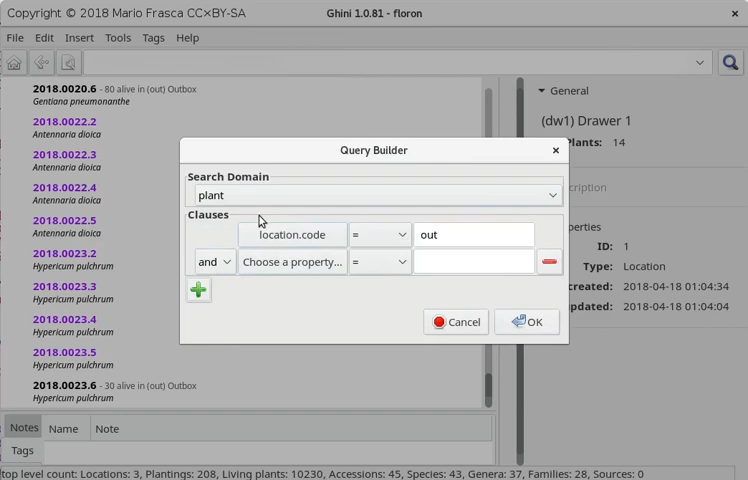 Copyright © 2018 Mario Frasca CC×BY-SA
Ghini 1.0.81 - floron
File Edit Insert Tools Tags Help
2018.0020.6 - 80 alive in (out) Outbox
Gentiana pneumonanthe
2018.0022.2
Antennaria dioica
2018.0022.3
Antennaria dioica
2018.0022.4
Antennaria dioica
2018.0022.5
Antennaria dioica
2018.0023.2
Hypericum pulchrum
2018.0023.3
Hypericum pulchrum
2018.0023.4
Hypericum pulchrum
2018.0023.5
Hypericum pulchrum
2018.0023.6 - 30 alive in (out) Outbox
Hypericum pulchrum
Query Builder
Search Domain
plant
Clauses
location.code = out
and Choose a property... =
Cancel OK
General
(dw1) Drawer 1
Plants: 14
cription
perties
ID: 1
Type: Location
created: 2018-04-18 01:04:34
updated: 2018-04-18 01:04:04
Notes Name Note
Tags
top level count: Locations: 3, Plantings: 208, Living plants: 10230, Accessions: 45, Species: 43, Genera: 37, Families: 28, Sources: 0